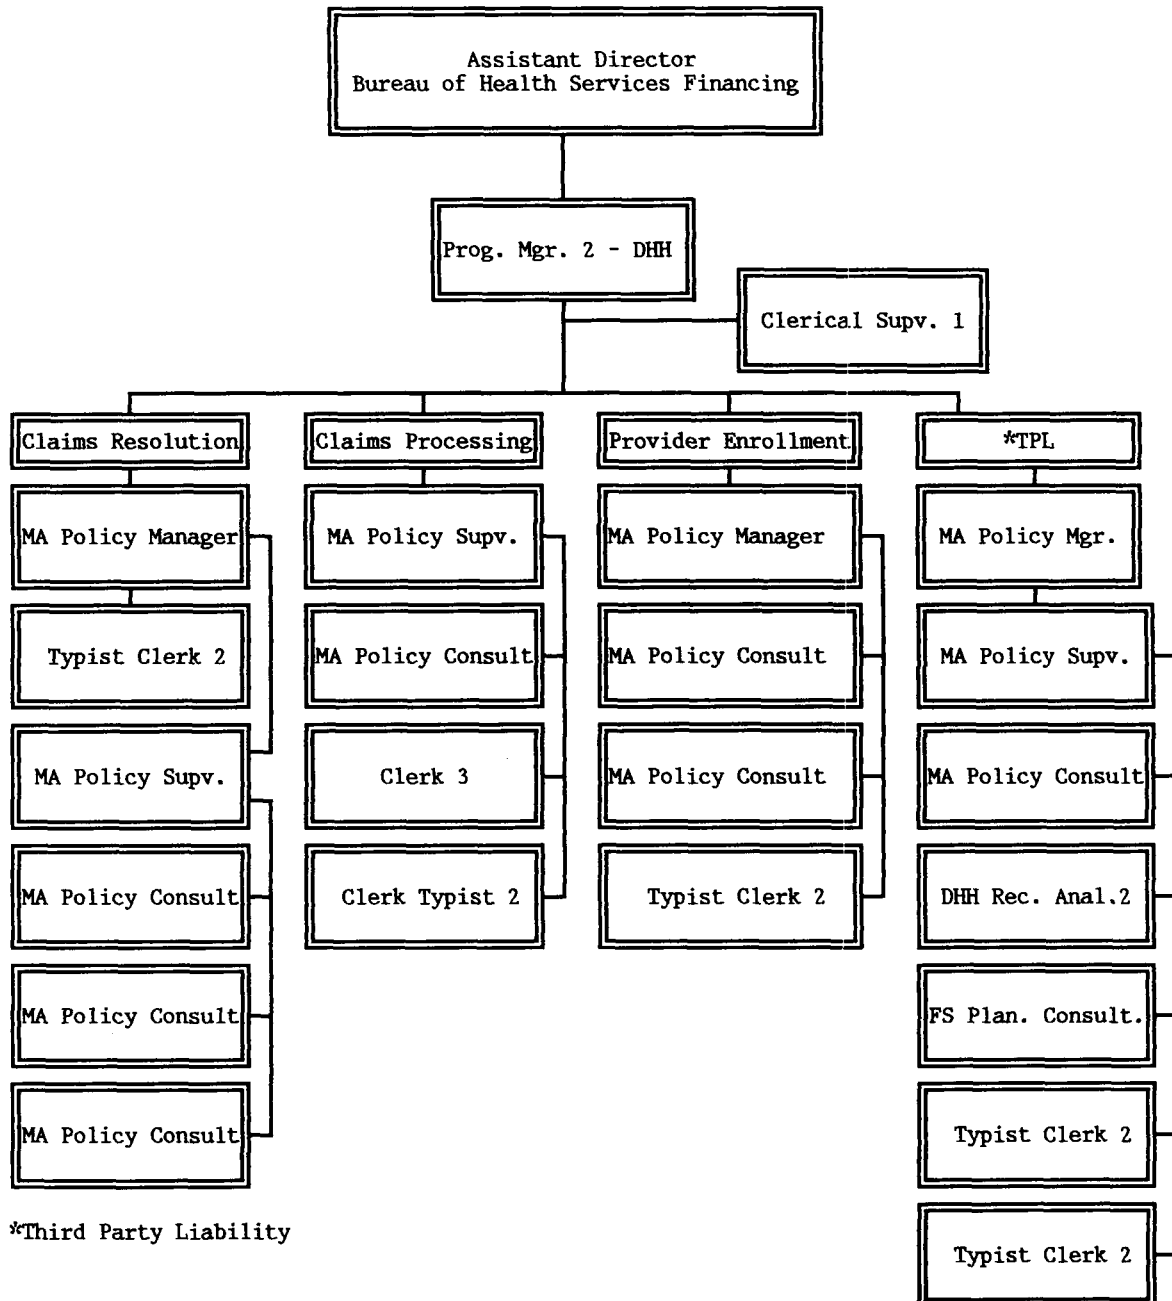 Assistant Director
Bureau of Health Services Financing
Prog. Mgr. 2 - DHH
Clerical Supv. 1
Claims Resolution
MA Policy Manager
Typist Clerk 2
MA Policy Supv.
MA Policy Consult
MA Policy Consult
MA Policy Consult
Claims Processing
MA Policy Supv.
MA Policy Consult
Clerk 3
Clerk Typist 2
Provider Enrollment
MA Policy Manager
MA Policy Consult
MA Policy Consult
Typist Clerk 2
*TPL
MA Policy Mgr.
MA Policy Supv.
MA Policy Consult
DHH Rec. Anal.2
FS Plan. Consult.
Typist Clerk 2
Typist Clerk 2
*Third Party Liability